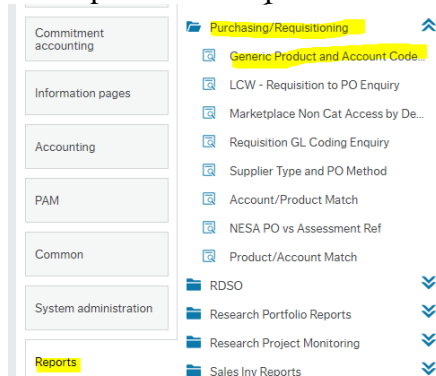 Commitment
accounting
Information pages
Accounting
PAM
Common
System administration
Reports
Purchasing/Requisitioning
Generic Product and Account Code...
LCW - Requisition to PO Enquiry
Marketplace Non Cat Access by De...
Requisition GL Coding Enquiry
Supplier Type and PO Method
Account/Product Match
NESA PO vs Assessment Ref
Product/Account Match
RDSO
Research Portfolio Reports
Research Project Monitoring
Sales Inv Reports